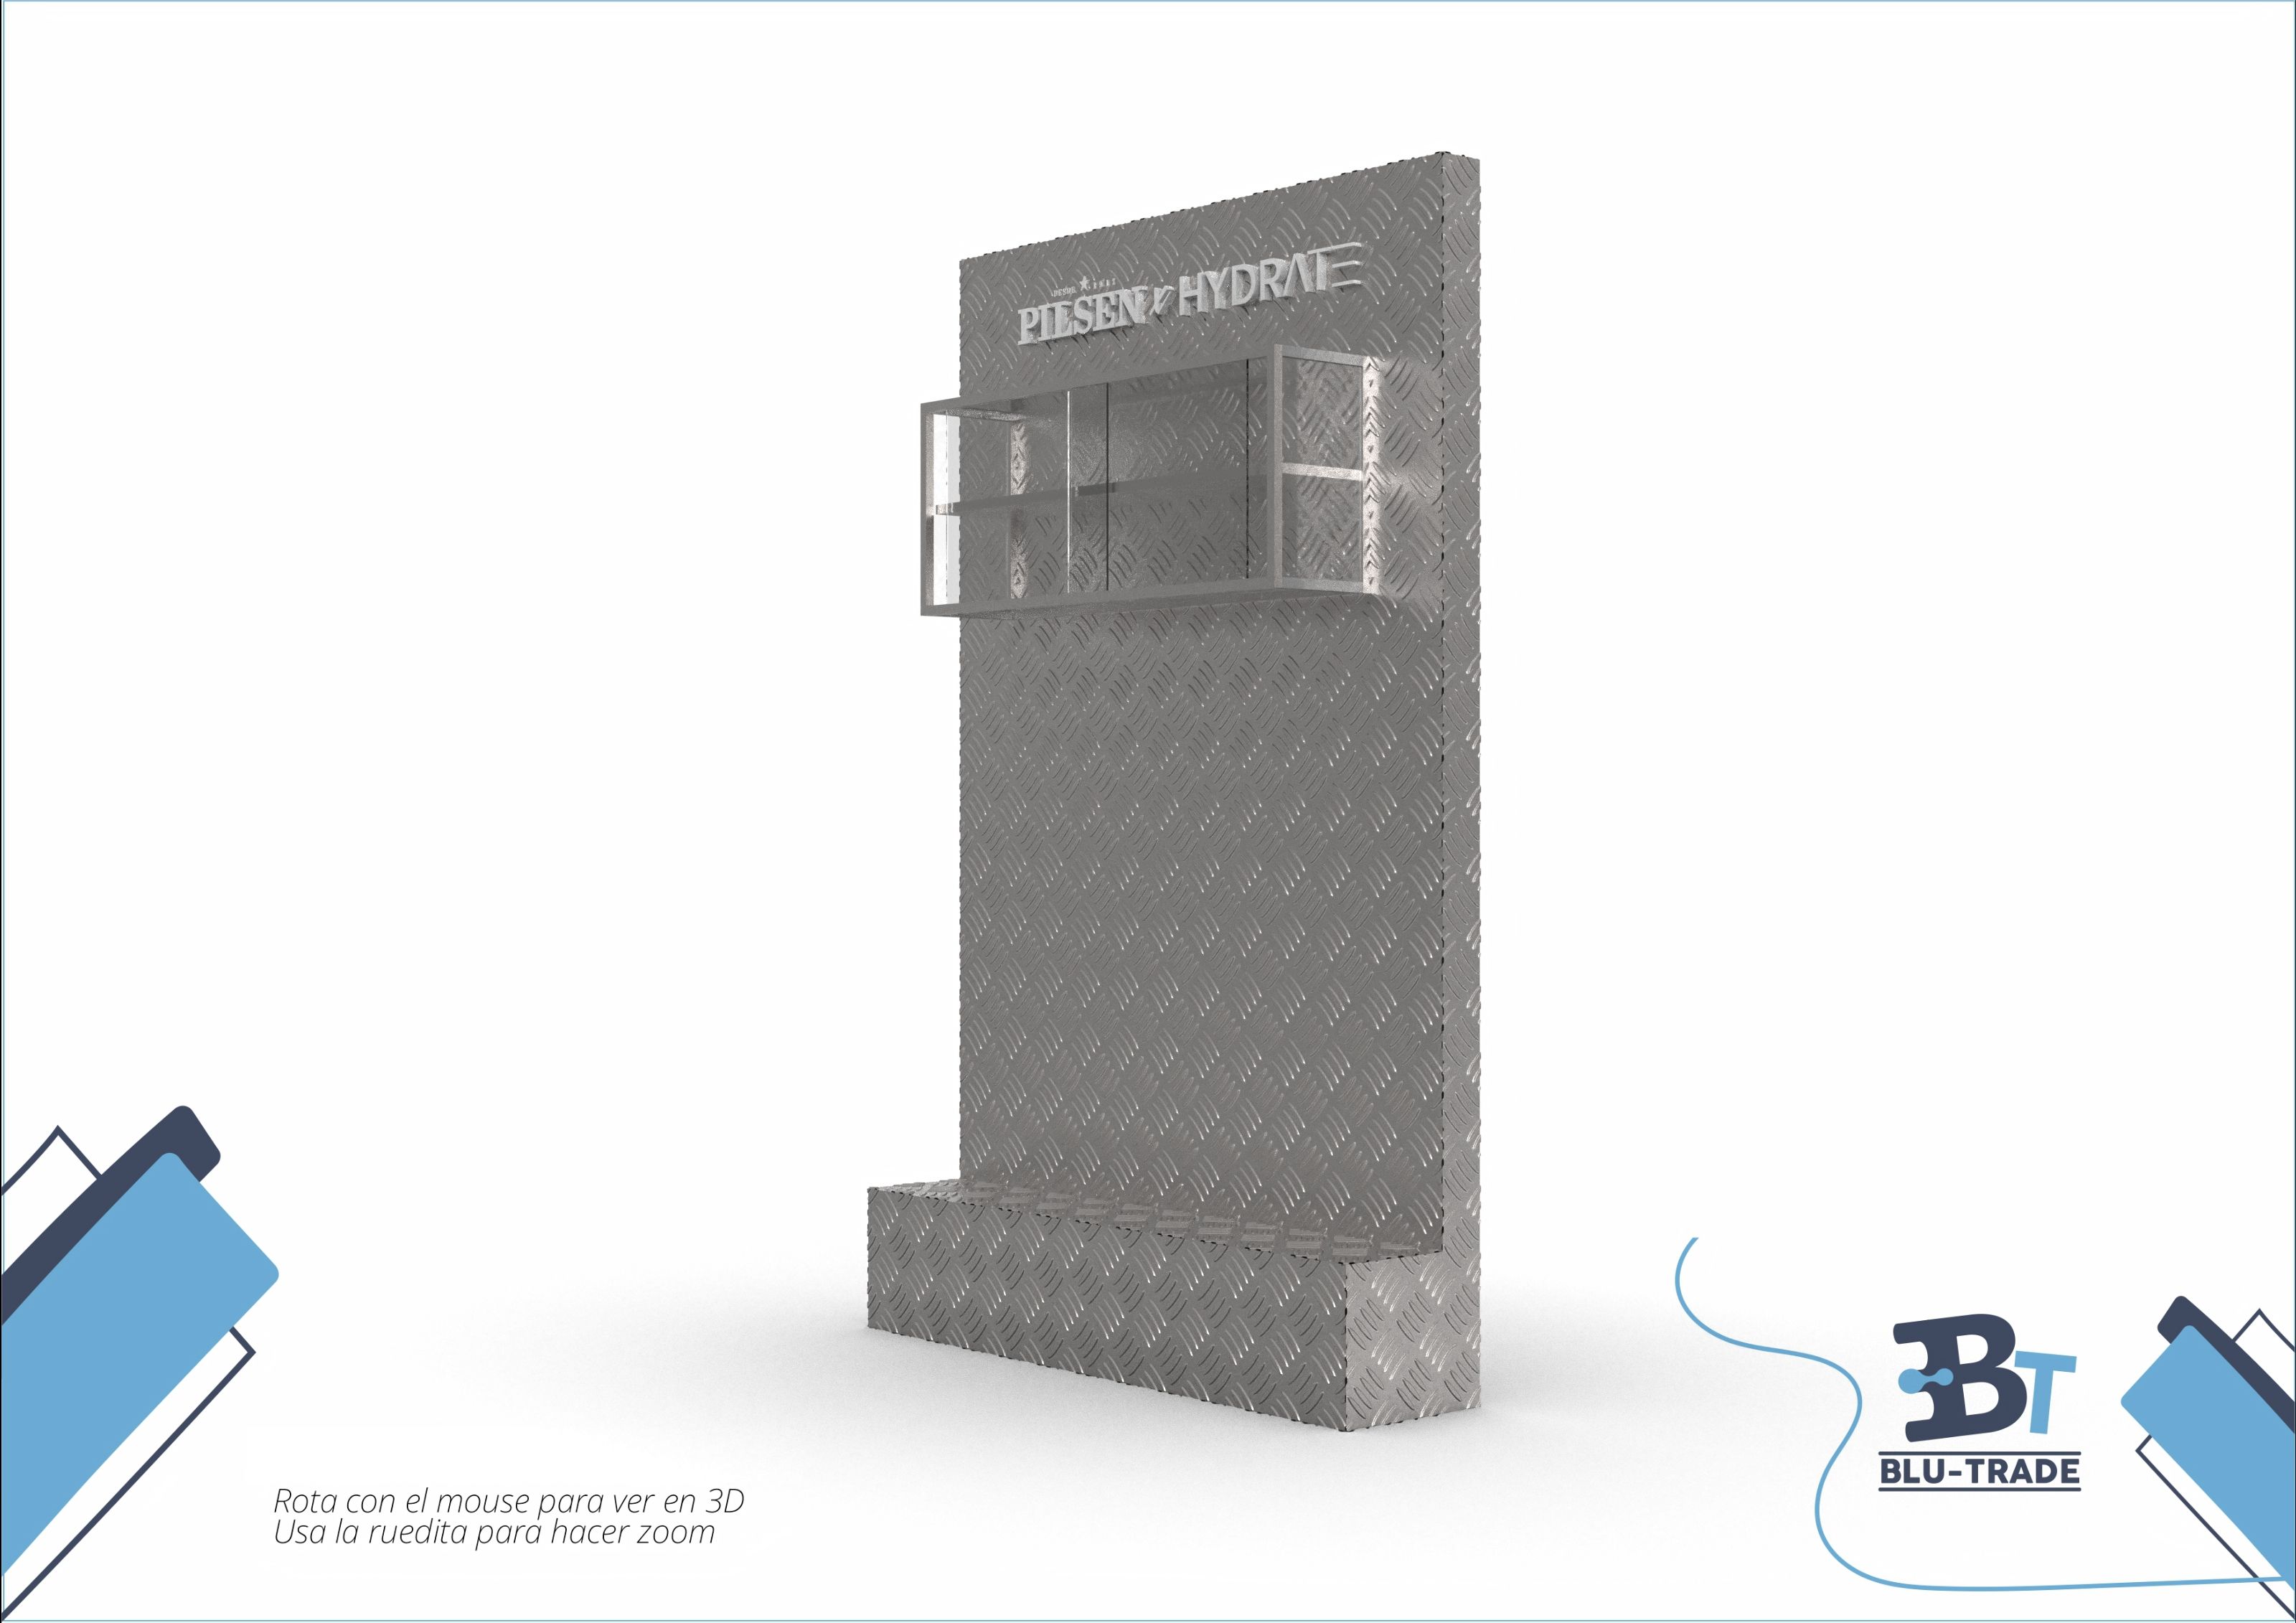 PILSEN HYDRATE
Rota con el mouse para ver en 3D
Usa la ruedita para hacer zoom
BT
BLU-TRADE